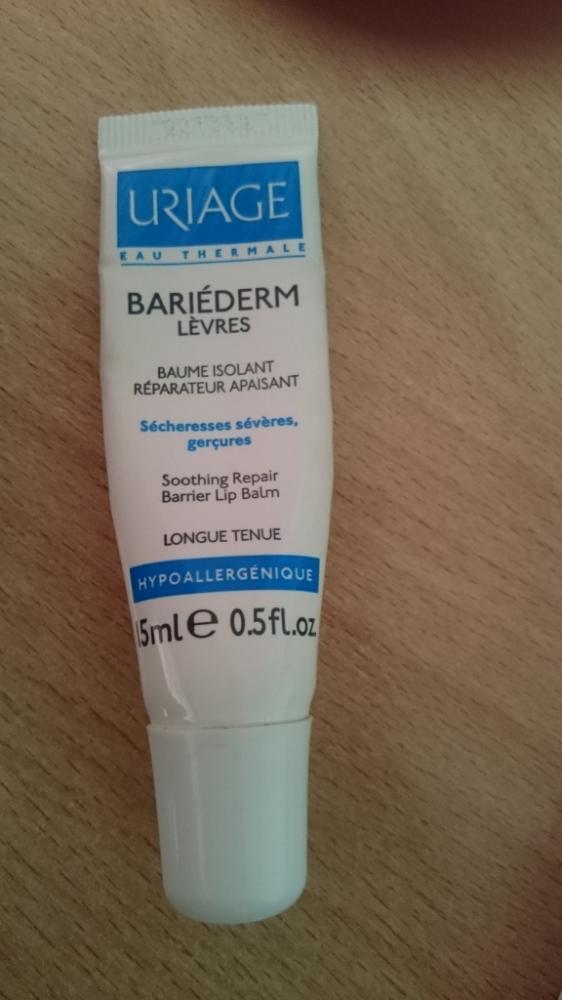 URIAGE
EAU THERMALE
BARIÉDERM
LÈVRES
BAUME ISOLANT
RÉPARATEUR APAISANT
Sécheresses sévères,
gerçures
Soothing Repair
Barrier Lip Balm
LONGUE TENUE
HYPOALLERGÉNIQUE
15ml e 0.5fl.oz.